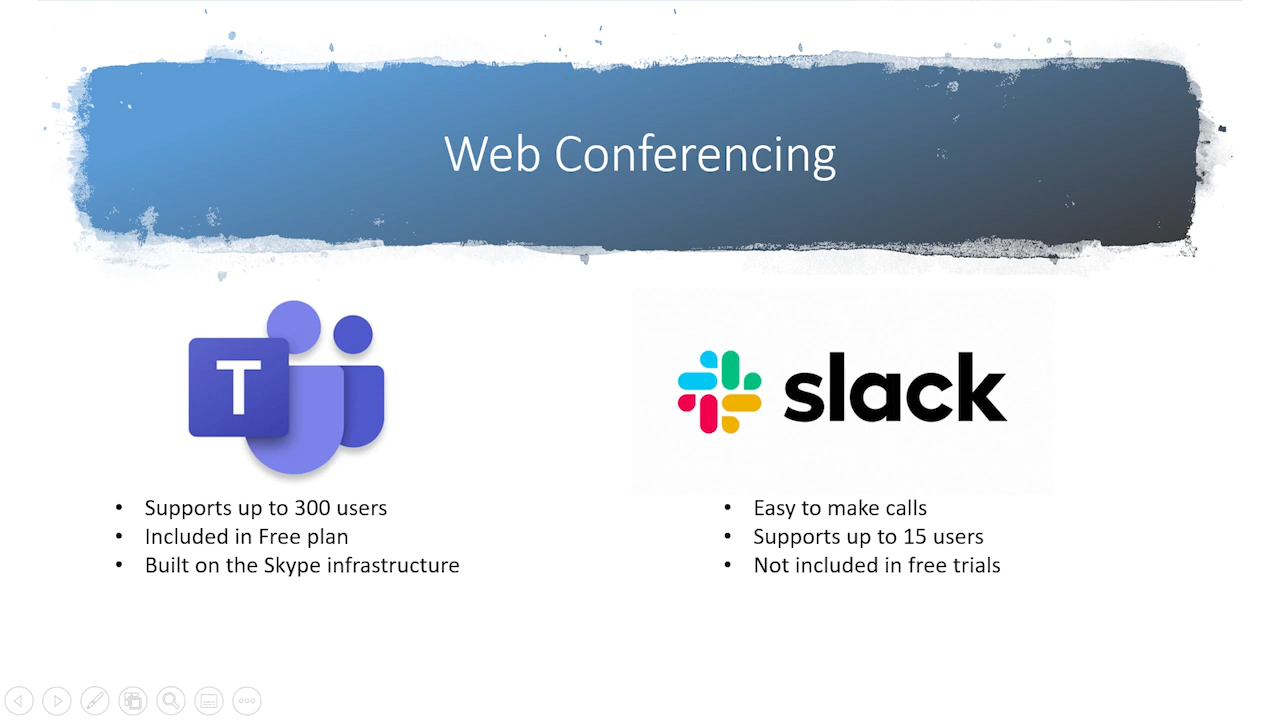 Web Conferencing
T
slack
• Supports up to 300 users
• Included in Free plan
• Built on the Skype infrastructure
• Easy to make calls
• Supports up to 15 users
• Not included in free trials